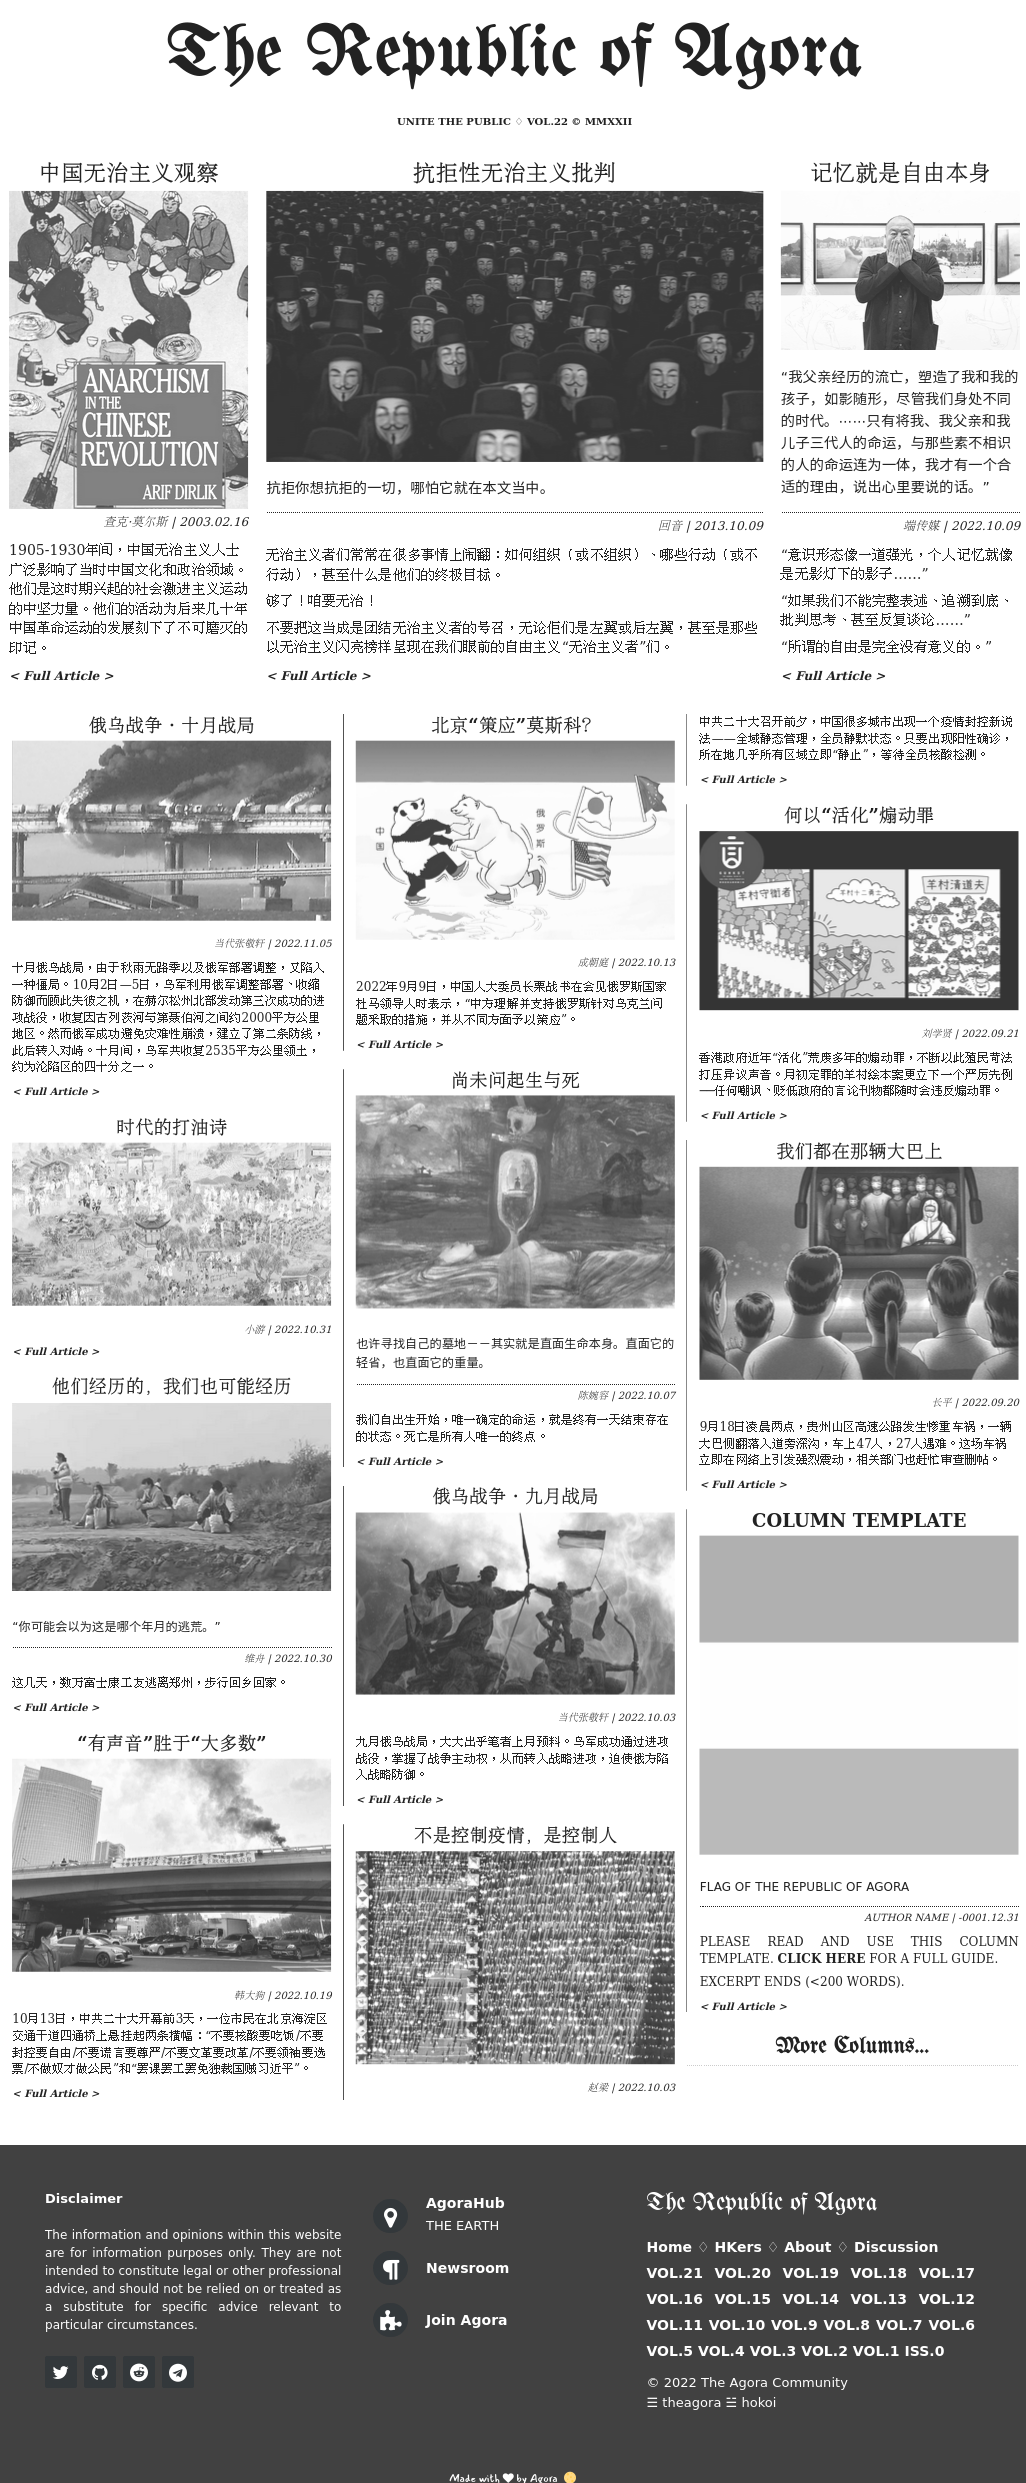 The Republic of Agora
UNITE THE PUBLIC ♢ VOL.22 © MMXXII
中国无治主义观察
ANARCHISM
IN THE
CHINESE
REVOLUTION
ARIF DIRLIK
查克·莫尔斯 | 2003.02.16
1905-1930年间，中国无治主义人士
广泛影响了当时中国文化和政治领域。
他们是这时期兴起的社会激进主义运动
的中坚力量。他们的活动为后来几十年
中国革命运动的发展刻下了不可磨灭的
印记。
< Full Article >
抗拒性无治主义批判
抗拒你想抗拒的一切，哪怕它就在本文当中。
回音 | 2013.10.09
无治主义者们常常在很多事情上闹翻：如何组织（或不组织）、哪些行动（或不
行动），甚至什么是他们的终极目标。
够了！咱要无治！
不要把这当成是团结无治主义者的号召，无论他们是左翼或后左翼，甚至是那些
以无治主义闪亮榜样呈现在我们眼前的自由主义“无治主义者”们。
< Full Article >
记忆就是自由本身
“我父亲经历的流亡，塑造了我和我的
孩子，如影随形，尽管我们身处不同
的时代。……只有将我、我父亲和我
儿子三代人的命运，与那些素不相识
的人的命运连为一体，我才有一个合
适的理由，说出心里要说的话。”
端传媒 | 2022.10.09
“意识形态像一道强光，个人记忆就像
是无影灯下的影子……”
“如果我们不能完整表述、追溯到底、
批判思考、甚至反复谈论……”
“所谓的自由是完全没有意义的。”
< Full Article >
俄乌战争 · 十月战局
当代张敬轩 | 2022.11.05
十月俄乌战局，由于秋雨无路季以及俄军部署调整，又陷入
一种僵局。10月2日—5日，乌军利用俄军调整部署、收缩
防御而顾此失彼之机，在赫尔松州北部发动第三次成功的进
攻战役，收复因古列茨河与第聂伯河之间约2000平方公里
地区。然而俄军成功避免灾难性崩溃，建立了第二条防线，
此后转入对峙。十月间，乌军共收复2535平方公里领土，
约为沦陷区的四十分之一。
< Full Article >
时代的打油诗
小游 | 2022.10.31
< Full Article >
他们经历的，我们也可能经历
“你可能会以为这是哪个年月的逃荒。”
维舟 | 2022.10.30
这几天，数万富士康工友逃离郑州，步行回乡回家。
< Full Article >
“有声音”胜于“大多数”
韩大狗 | 2022.10.19
10月13日，中共二十大开幕前3天，一位市民在北京海淀区
交通干道四通桥上悬挂起两条横幅：“不要核酸要吃饭/不要
封控要自由/不要谎言要尊严/不要文革要改革/不要领袖要选
票/不做奴才做公民”和“罢课罢工罢免独裁国贼习近平”。
< Full Article >
北京“策应”莫斯科？
中国
俄罗斯
成朝庭 | 2022.10.13
2022年9月9日，中国人大委员长栗战书在会见俄罗斯国家
杜马领导人时表示，“中方理解并支持俄罗斯针对乌克兰问
题采取的措施，并从不同方面予以策应”。
< Full Article >
尚未问起生与死
也许寻找自己的墓地——其实就是直面生命本身。直面它的
轻省，也直面它的重量。
陈婉容 | 2022.10.07
我们自出生开始，唯一确定的命运，就是终有一天结束存在
的状态。死亡是所有人唯一的终点。
< Full Article >
俄乌战争 · 九月战局
当代张敬轩 | 2022.10.03
九月俄乌战局，大大出乎笔者上月预料。乌军成功通过进攻
战役，掌握了战争主动权，从而转入战略进攻，迫使俄方陷
入战略防御。
< Full Article >
不是控制疫情，是控制人
赵梁 | 2022.10.03
中共二十大召开前夕，中国很多城市出现一个疫情封控新说
法——全域静态管理，全员静默状态。只要出现阳性确诊，
所在地几乎所有区域立即“静止”，等待全员核酸检测。
< Full Article >
何以“活化”煽动罪
羊村守衛者
羊村十二勇士
羊村清道夫
刘学贤 | 2022.09.21
香港政府近年“活化”荒废多年的煽动罪，不断以此殖民苛法
打压异议声音。月初定罪的羊村绘本案更立下一个严厉先例
—任何嘲讽、贬低政府的言论刊物都随时会违反煽动罪。
< Full Article >
我们都在那辆大巴上
长平 | 2022.09.20
9月18日凌晨两点，贵州山区高速公路发生惨重车祸，一辆
大巴侧翻落入道旁深沟，车上47人，27人遇难。这场车祸
立即在网络上引发强烈震动，相关部门也赶忙审查删帖。
< Full Article >
COLUMN TEMPLATE
FLAG OF THE REPUBLIC OF AGORA
AUTHOR NAME | -0001.12.31
PLEASE READ AND USE THIS COLUMN
TEMPLATE. CLICK HERE FOR A FULL GUIDE.
EXCERPT ENDS (<200 WORDS).
< Full Article >
More Columns...
Disclaimer
The information and opinions within this website
are for information purposes only. They are not
intended to constitute legal or other professional
advice, and should not be relied on or treated as
a substitute for specific advice relevant to
particular circumstances.
AgoraHub
THE EARTH
Newsroom
Join Agora
The Republic of Agora
Home ♢ HKers ♢ About ♢ Discussion
VOL.21 VOL.20 VOL.19 VOL.18 VOL.17
VOL.16 VOL.15 VOL.14 VOL.13 VOL.12
VOL.11 VOL.10 VOL.9 VOL.8 VOL.7 VOL.6
VOL.5 VOL.4 VOL.3 VOL.2 VOL.1 ISS.0
© 2022 The Agora Community
☰ theagora ☱ hokoi
Made with ♥ by Agora